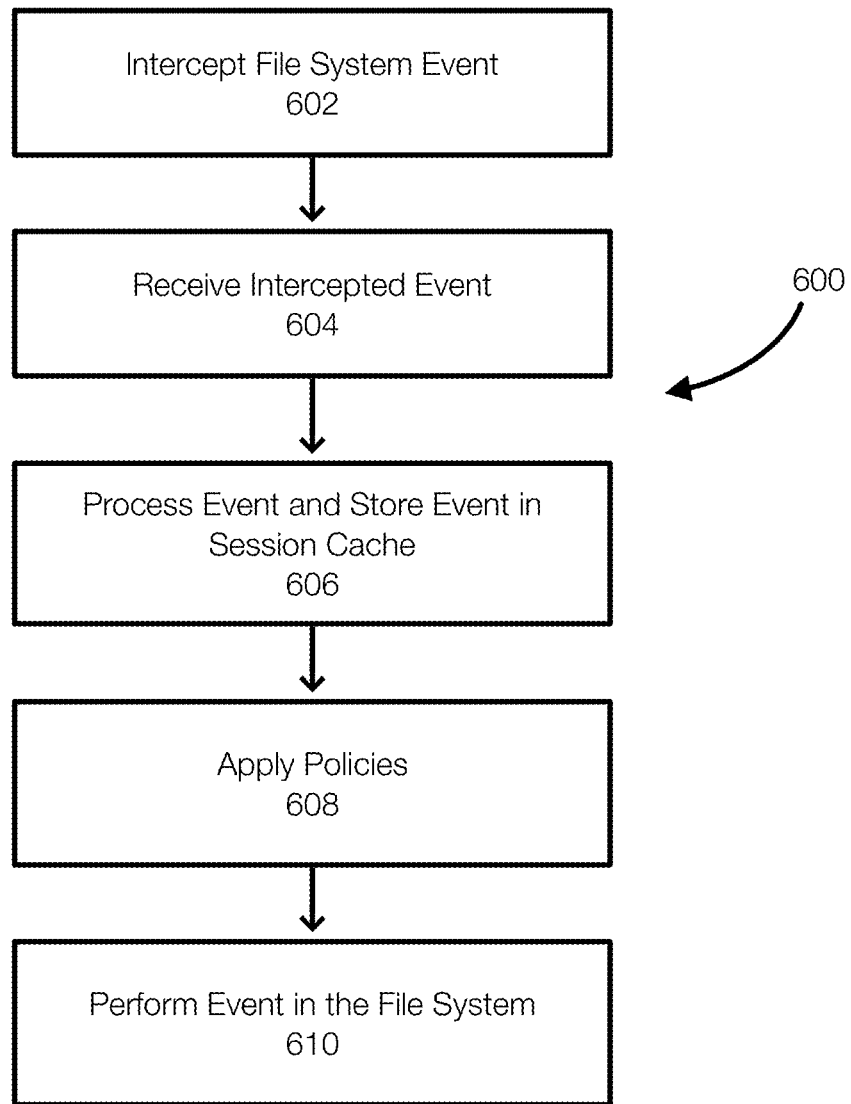 Intercept File System Event
602
Receive Intercepted Event
604
600
Process Event and Store Event in
Session Cache
606
Apply Policies
608
Perform Event in the File System
610